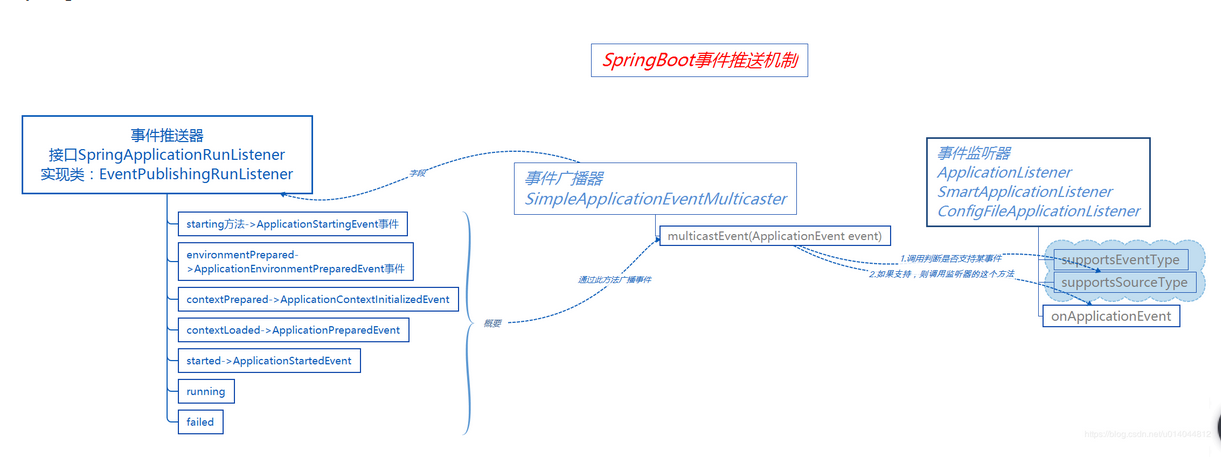 SpringBoot事件推送机制
事件推送器
接口SpringApplicationRunListener
实现类：EventPublishingRunListener
starting方法->ApplicationStartingEvent事件
environmentPrepared-
->ApplicationEnvironmentPreparedEvent事件
contextPrepared->ApplicationContextInitializedEvent
contextLoaded->ApplicationPreparedEvent
started->ApplicationStartedEvent
running
failed
概要
字段
通过此方法广播事件
事件广播器
SimpleApplicationEventMulticaster
multicastEvent(ApplicationEvent event)
1.调用判断是否支持某事件
2.如果支持，则调用监听器的这个方法
事件监听器
ApplicationListener
SmartApplicationListener
ConfigFileApplicationListener
supportsEventType
supportsSourceType
onApplicationEvent